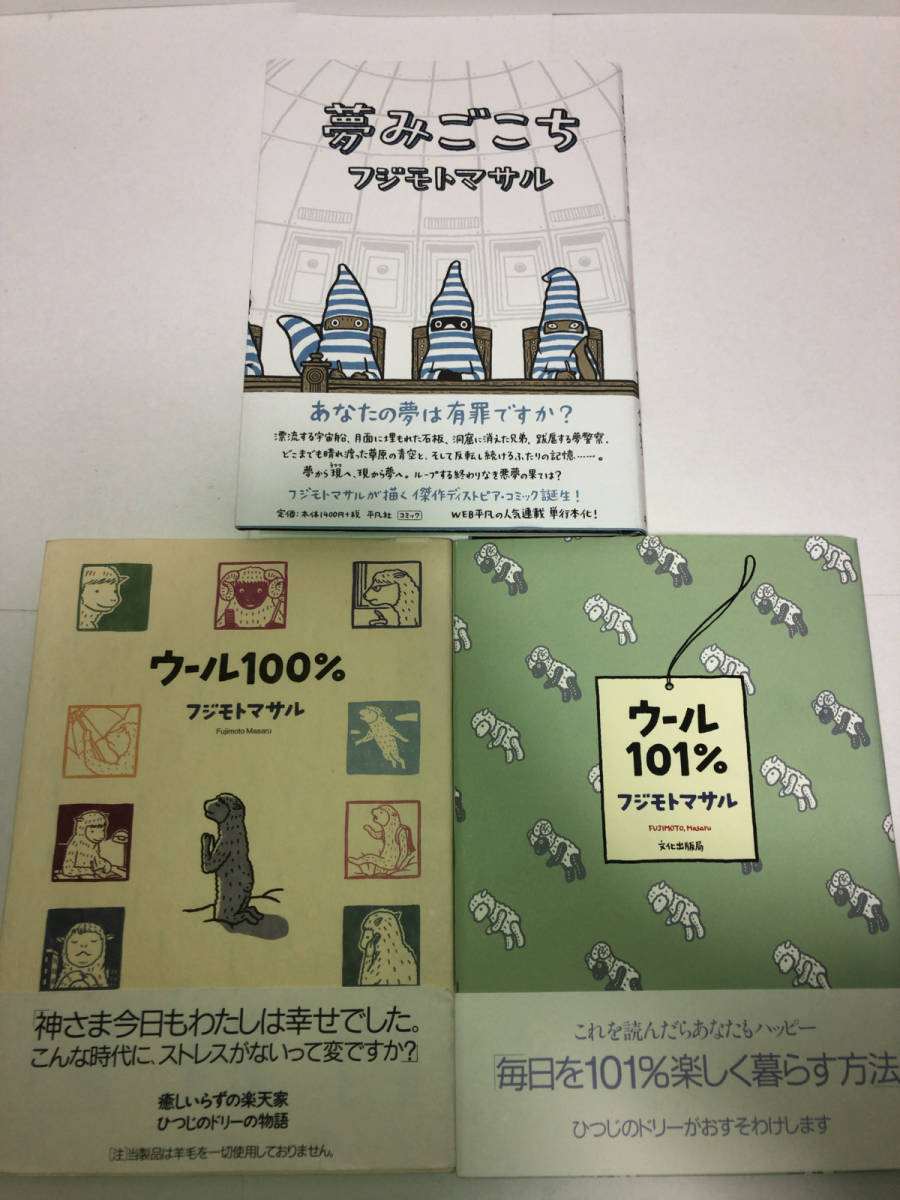 夢みごこち
フジモトマサル
あなたの夢は有罪ですか?
漂流する宇宙船、月面に埋もれた石板、洞窟に消えた兄弟、跋扈する夢警察、
どこまでも晴れ渡った草原の青空と、そして反転し続けるふたりの記憶……。
夢から現へ、現から夢へ。ループする終わりなき悪夢の果ては?
フジモトマサルが描く傑作ディストピア・コミック誕生!
定価:本体1400円+税 平凡社 コミック WEB平凡の人気連載 単行本化!
ウール100%
フジモトマサル
Fujimoto Masaru
「神さま今日もわたしは幸せでした。
こんな時代に、ストレスがないって変ですか?」
癒しいらずの楽天家
ひつじのドリーの物語
[注]当製品は羊毛を一切使用しておりません。
ウール
101%
フジモトマサル
FUJIMOTO, Masaru
文化出版局
これを読んだらあなたもハッピー
「毎日を101%楽しく暮らす方法
ひつじのドリーがおすそわけします